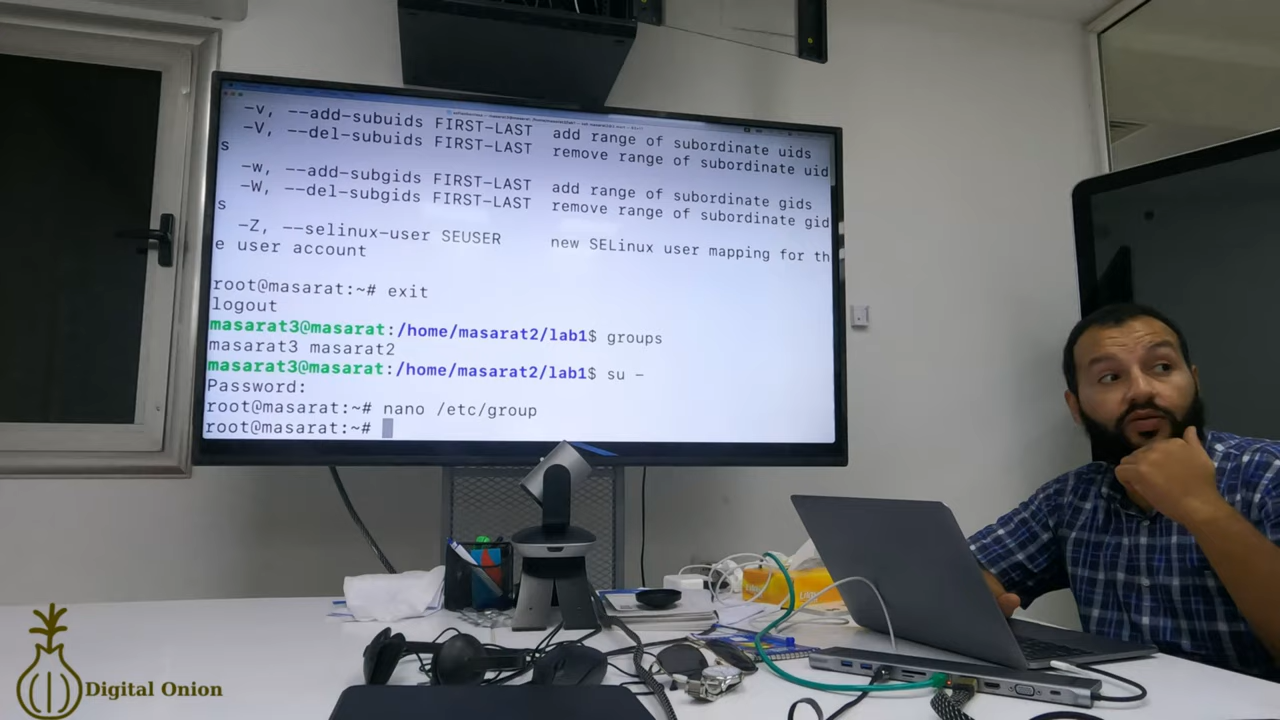 -v, --add-subuids FIRST-LAST add range of subordinate uids
-V, --del-subuids FIRST-LAST remove range of subordinate uid
s
-w, --add-subgids FIRST-LAST add range of subordinate gids
-W, --del-subgids FIRST-LAST remove range of subordinate gid
s
-Z, --selinux-user SEUSER new SELinux user mapping for th
e user account
root@masarat:~# exit
logout
masarat3@masarat:/home/masarat2/lab1$ groups
masarat3 masarat2
masarat3@masarat:/home/masarat2/lab1$ su -
Password:
root@masarat:~# nano /etc/group
root@masarat:~#
Digital Onion